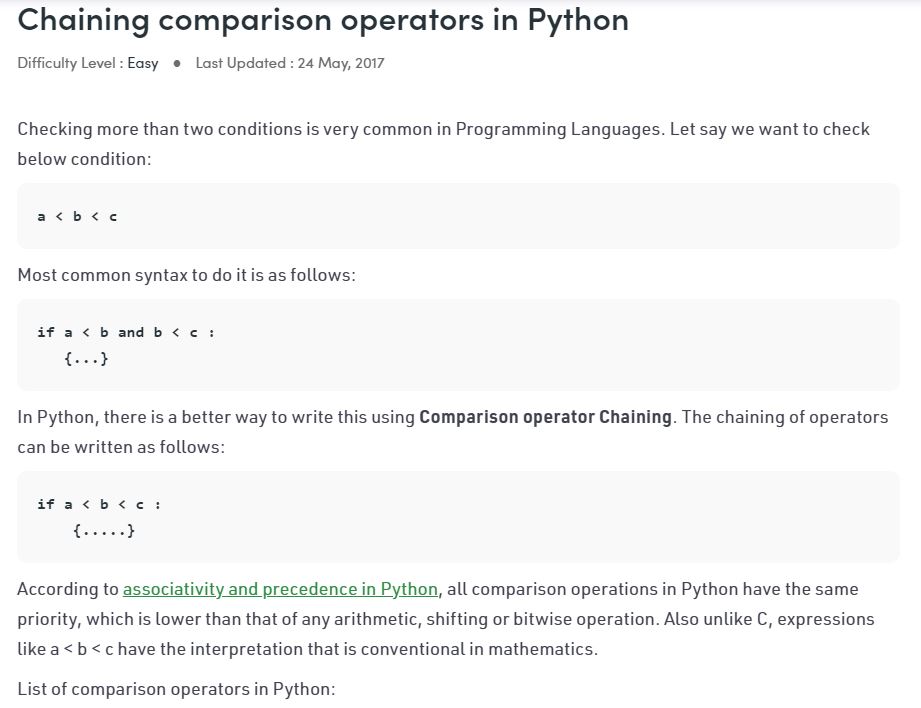 Chaining comparison operators in Python
Difficulty Level : Easy ● Last Updated : 24 May, 2017
Checking more than two conditions is very common in Programming Languages. Let say we want to check
below condition:
a < b < c
Most common syntax to do it is as follows:
if a < b and b < c :
{...}
In Python, there is a better way to write this using Comparison operator Chaining. The chaining of operators
can be written as follows:
if a < b < c :
{.....}
According to associativity and precedence in Python, all comparison operations in Python have the same
priority, which is lower than that of any arithmetic, shifting or bitwise operation. Also unlike C, expressions
like a < b < c have the interpretation that is conventional in mathematics.
List of comparison operators in Python: